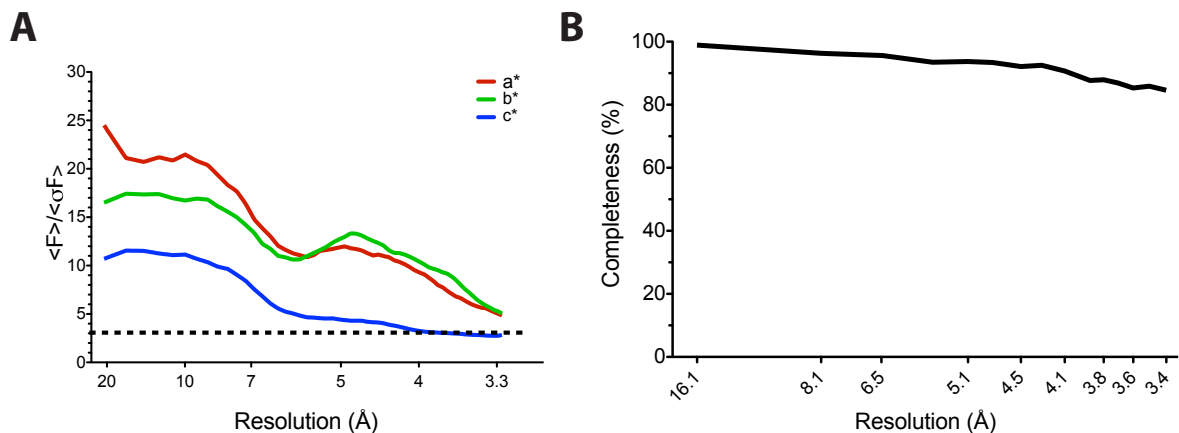 A
30
25
20
15
10
5
0
<F>/<σF>
a*
b*
c*
20 10 7 5 4 3.3
Resolution (Å)
B
100
80
60
40
20
0
Completeness (%)
16.1 8.1 6.5 5.1 4.5 4.1 3.8 3.6 3.4
Resolution (Å)